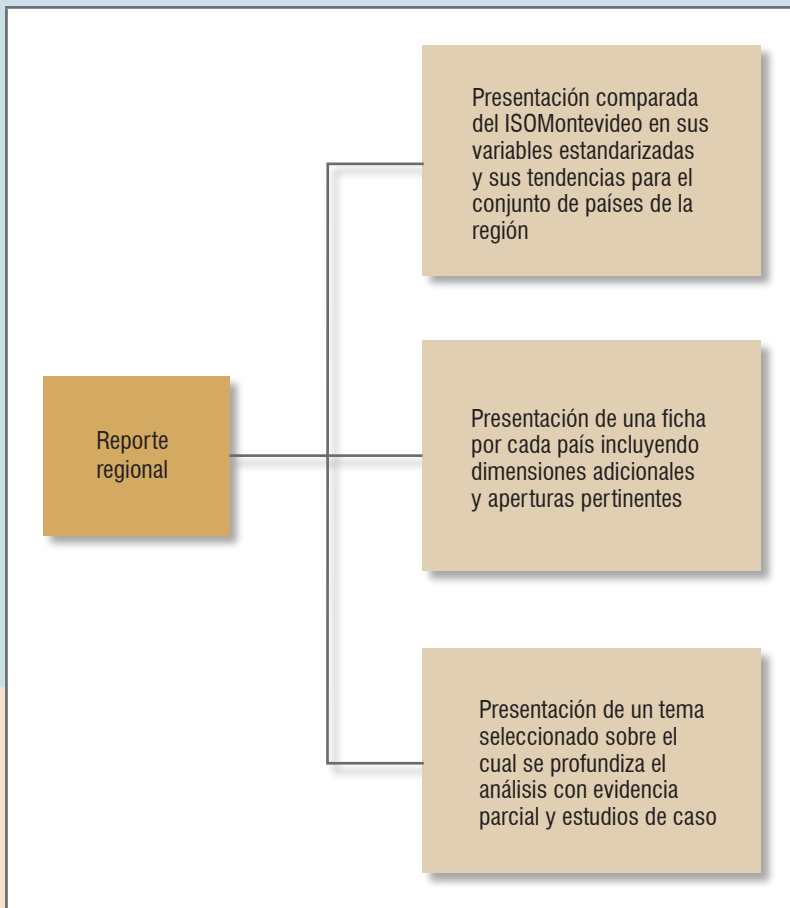 Presentación comparada
del ISOMontevideo en sus
variables estandarizadas
y sus tendencias para el
conjunto de países de la
región
Reporte
regional
Presentación de una ficha
por cada país incluyendo
dimensiones adicionales
y aperturas pertinentes
Presentación de un tema
seleccionado sobre el
cual se profundiza el
análisis con evidencia
parcial y estudios de caso